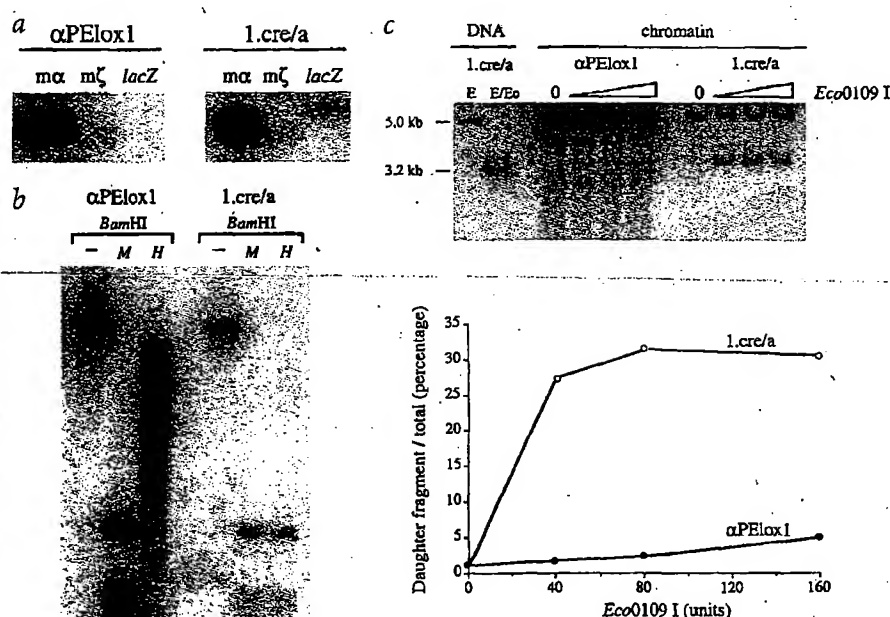 a
αPElox1 1.cre/a
mα mζ lacZ mα mζ lacZ
b
αPElox1 1.cre/a
BamHI BamHI
– M H – M H
c
DNA chromatin
1.cre/a αPElox1 1.cre/a
E E/Eo 0 0 Eco0109 I
5.0 kb
3.2 kb
Daughter fragment / total (percentage)
35
30
25
20
15
10
5
0
1.cre/a
αPElox1
0 40 80 120 160
Eco0109 I (units)